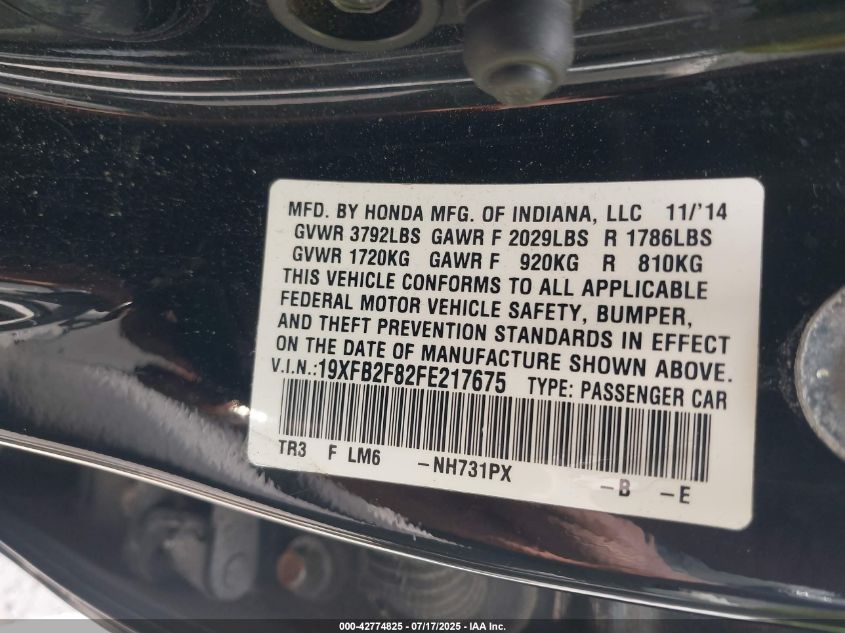 MFD. BY HONDA MFG. OF INDIANA, LLC 11/'14
GVWR 3792LBS GAWR F 2029LBS R 1786LBS
GVWR 1720KG GAWR F 920KG R 810KG
THIS VEHICLE CONFORMS TO ALL APPLICABLE
FEDERAL MOTOR VEHICLE SAFETY, BUMPER,
AND THEFT PREVENTION STANDARDS IN EFFECT
ON THE DATE OF MANUFACTURE SHOWN ABOVE.
V.I.N.:19XFB2F82FE217675 TYPE: PASSENGER CAR
TR3 F LM6 -NH731PX -B -E
000-42774825 - 07/17/2025 - IAA Inc.